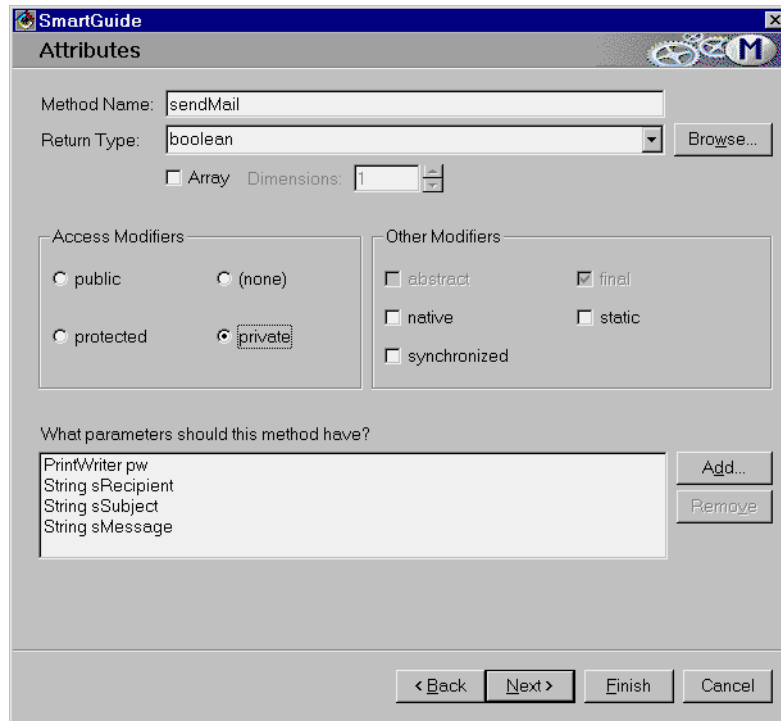 SmartGuide
Attributes
M
Method Name: sendMail
Return Type: boolean Browse...
Array Dimensions: 1
Access Modifiers
public (none)
protected private
Other Modifiers
abstract final
native static
synchronized
What parameters should this method have?
PrintWriter pw
String sRecipient
String sSubject
String sMessage
Add...
Remove
< Back Next > Finish Cancel